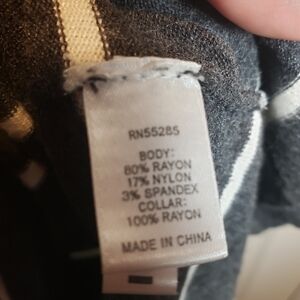 RN55285
BODY:
80% RAYON
17% NYLON
3% SPANDEX
COLLAR:
100% RAYON
MADE IN CHINA